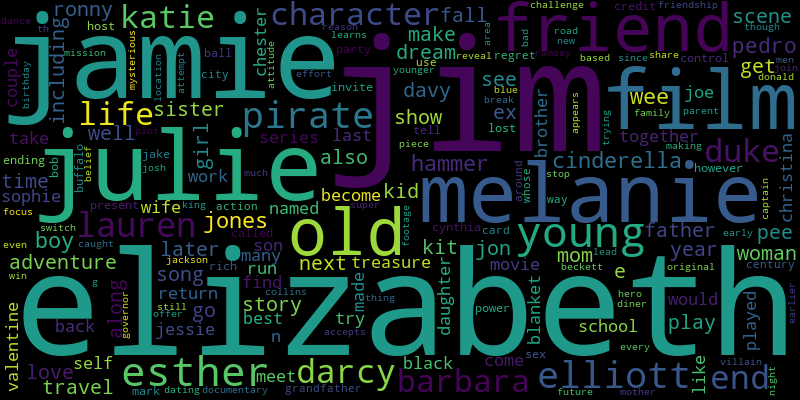 ronny
katie
host
mission
birthday
couple
including
th
dance
jamie
character
fall
reason
learns
challenge
credit
friendship
scene
though
friend
ramsey
pedro
mysterious
location
attempt
chester
attitude
ball
city
effort
party
invite
make
dream
use
younger
regret
reveal
area
bad
road
new
based
since
share
control
men
join
donald
jim
see
blue
break
lost
piece
ex
davy
appears
film
get
joe
parent
wee
family
trying
together
making
life
sister
pirate
show
tell
brother
well
girl
series
last
also
hammer
whose
around
stop
cinderella
duke
however
christina
take
ending
bob
buffalo
belief
plot
jake
josh
work
much
julie
time
sophie
focus
switch
even
present
wife
king
action
become
kid
super
melanie
way
captain
lauren
jones
named
old
footage
cynthia
card
young
father
early
pee
boy
caught
called
son
later
many
next
treasure
kit
jon
mom
year
woman
adventure
win
g
along
jackson
governor
still
song
rich
run
movie
beckett
lead
e
original
century
return
offer
go
collins
find
made
thing
daughter
power
hero
diner
would
played
earlier
elizabeth
valentine
back
jessie
story
best
n
try
accepts
blanket
school
every
play
villain
self
love
travel
mark
esther
dating
documentary
meet
grandfather
darcy
black
barbara
come
sex
elliott
future
mother
like
end
night